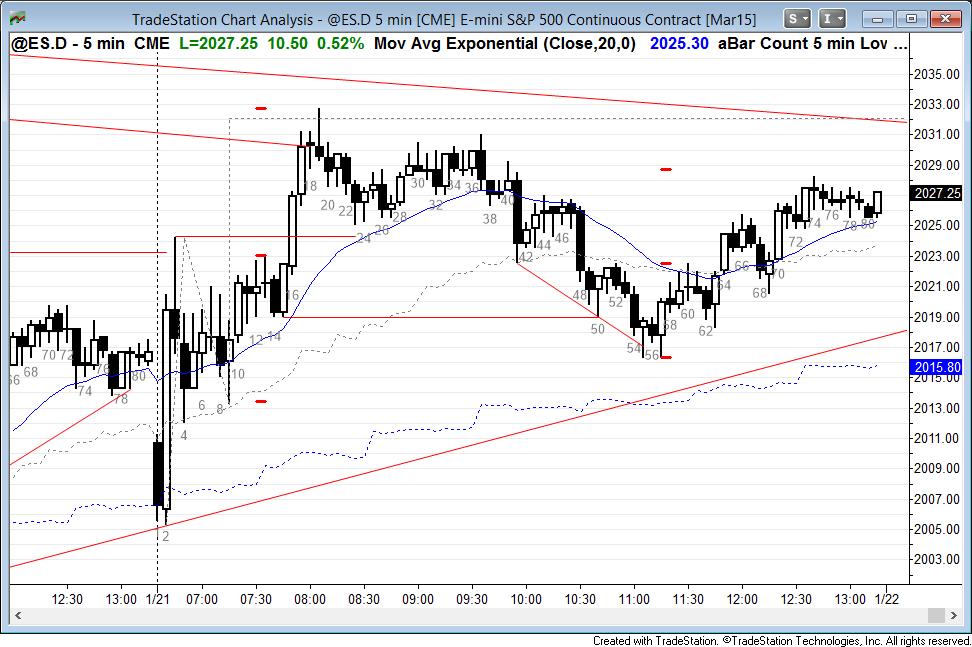 TradeStation Chart Analysis - @ES.D 5 min [CME] E-mini S&P 500 Continuous Contract [Mar15]
S I
@ES.D - 5 min CME L=2027.25 10.50 0.52% Mov Avg Exponential (Close,20,0) 2025.30 aBar Count 5 min Low ...
2035.00
2033.00
2031.00
2029.00
2027.25
2025.00
2023.00
2021.00
2019.00
2017.00
2015.80
2015.00
2013.00
2011.00
2009.00
2007.00
2005.00
2003.00
18 30 34 36
20 22 26 28 32 38 40
24 42 44 46
74 76 78 80
72
66 70
64 68
16 48 50 52
58 60 62
12 14
54 56
66 68 70 72 76
74 78 80
10
6 8
4
2
12:30 13:00 1/21 07:00 07:30 08:00 08:30 09:00 09:30 10:00 10:30 11:00 11:30 12:00 12:30 13:00 1/22
Created with TradeStation. ©TradeStation Technologies, Inc. All rights reserved.